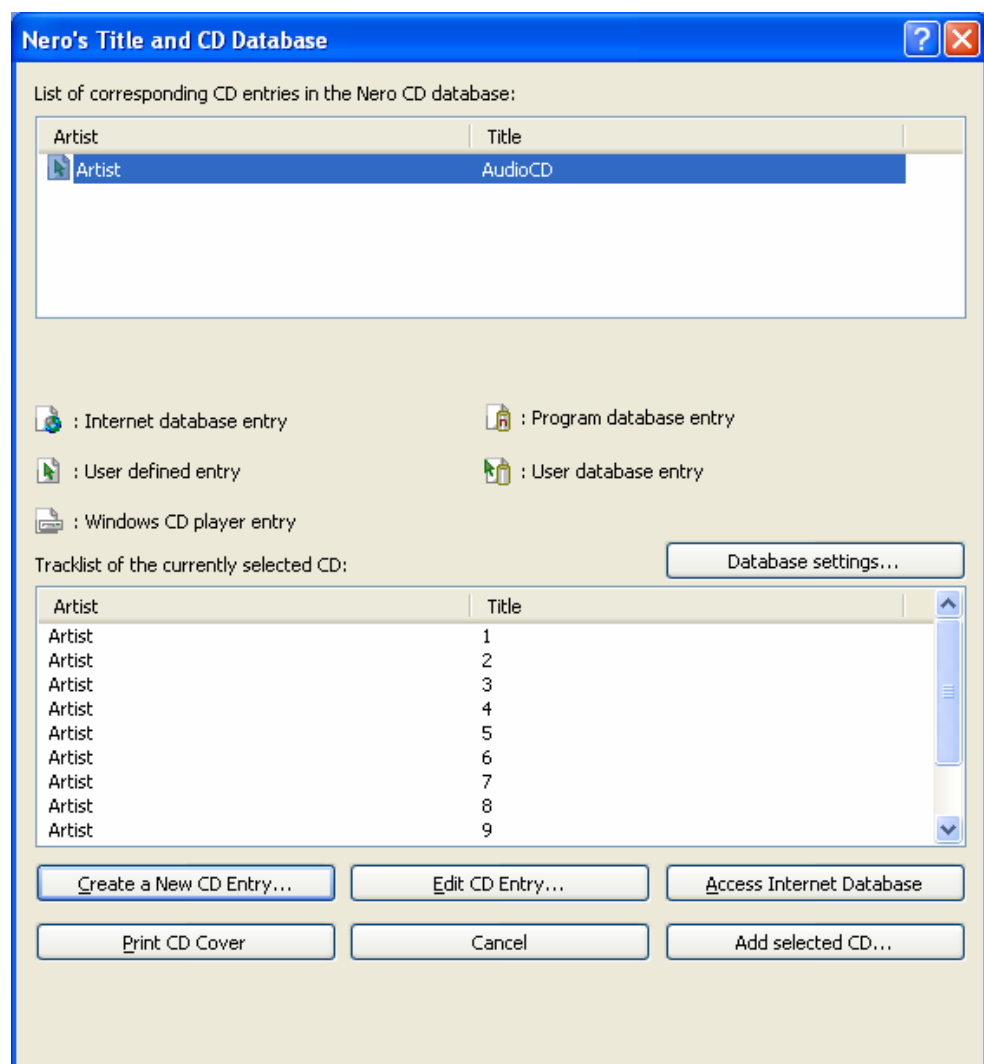 Nero's Title and CD Database
List of corresponding CD entries in the Nero CD database:
Artist Title
Artist AudioCD
: Internet database entry : Program database entry
: User defined entry : User database entry
: Windows CD player entry
Tracklist of the currently selected CD: Database settings...
Artist Title
Artist 1
Artist 2
Artist 3
Artist 4
Artist 5
Artist 6
Artist 7
Artist 8
Artist 9
Create a New CD Entry... Edit CD Entry... Access Internet Database
Print CD Cover Cancel Add selected CD...